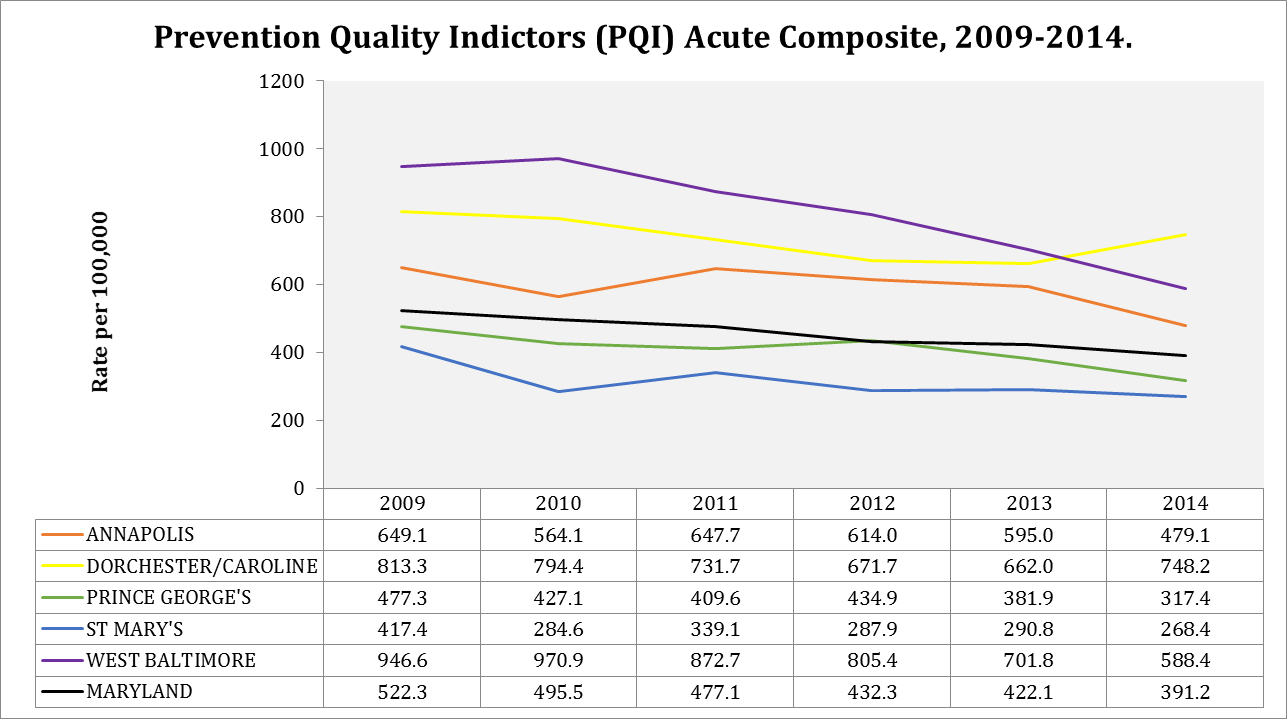 Prevention Quality Indictors (PQI) Acute Composite, 2009-2014.
1200
1000
800
600
400
200
0
Rate per 100,000
2009 2010 2011 2012 2013 2014
ANNAPOLIS 649.1 564.1 647.7 614.0 595.0 479.1
DORCHESTER/CAROLINE 813.3 794.4 731.7 671.7 662.0 748.2
PRINCE GEORGE'S 477.3 427.1 409.6 434.9 381.9 317.4
ST MARY'S 417.4 284.6 339.1 287.9 290.8 268.4
WEST BALTIMORE 946.6 970.9 872.7 805.4 701.8 588.4
MARYLAND 522.3 495.5 477.1 432.3 422.1 391.2